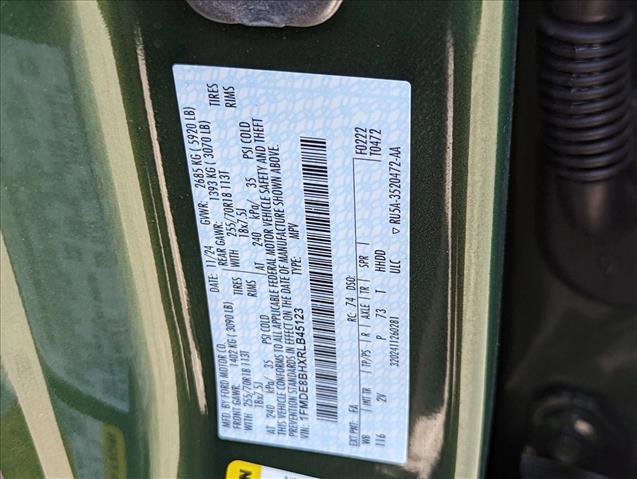 MFD. BY FORD MOTOR CO.
DATE: 11/24 GVWR: 2685 KG ( 5920 LB)
FRONT GAWR: 1402 KG (3090 LB) REAR GAWR: 1393 KG ( 3070 LB)
WITH 255/70R18 113T TIRES WITH 255/70R18 113T TIRES
18x7.5J RIMS 18x7.5J RIMS
AT 240 kPa/ 35 PSI COLD AT 240 kPa/ 35 PSI COLD
THIS VEHICLE CONFORMS TO ALL APPLICABLE FEDERAL MOTOR VEHICLE SAFETY AND THEFT
PREVENTION STANDARDS IN EFFECT ON THE DATE OF MANUFACTURE SHOWN ABOVE.
VIN: 1FMDE8BHXRLB45123 TYPE: MPV
F0222
T0472
EXT PNT: FA RC: 74 DSO:
WB INT TR TP/PS R AXLE TR SPR
116 2V P 73 T HHDD
3202411260281 ULC ▽ RU5A-3520472-AA